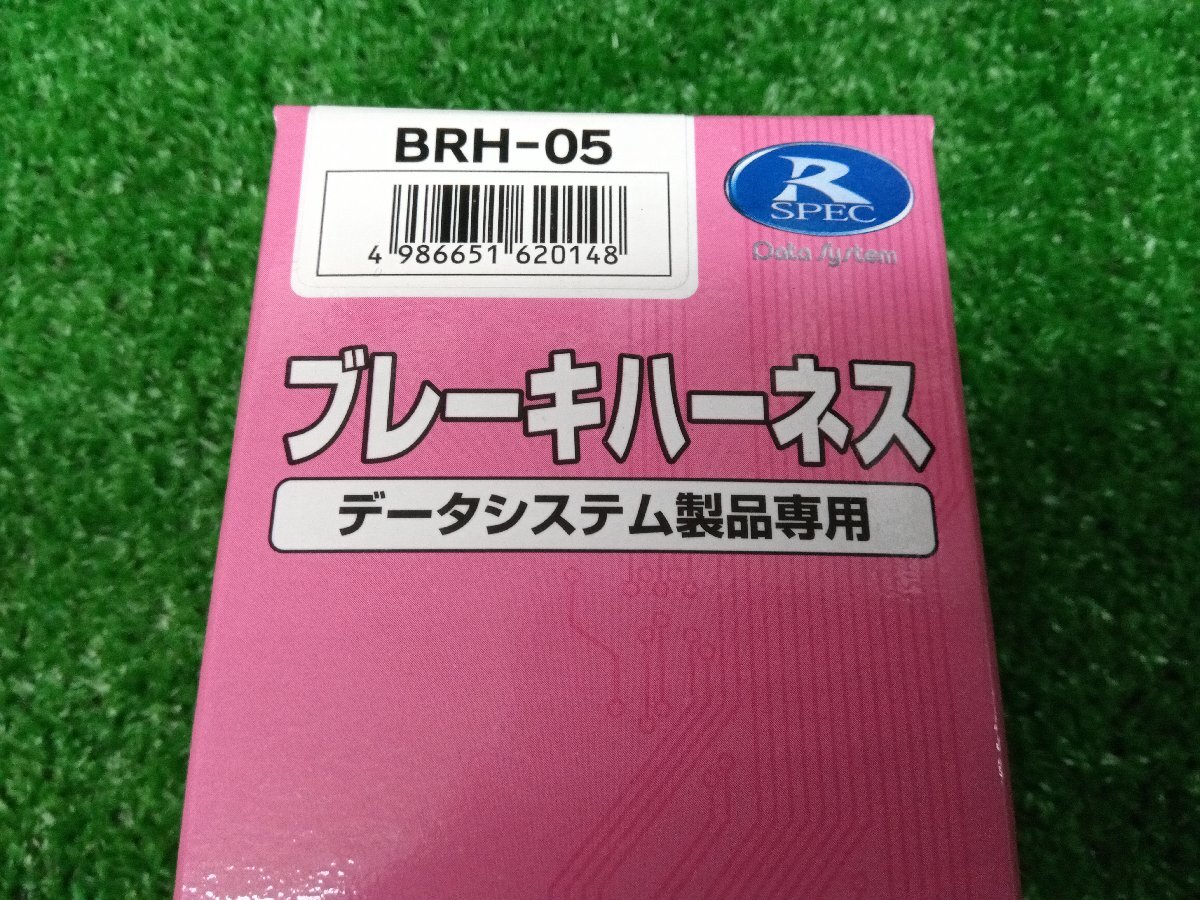 BRH-05
4 986651 620148
R
SPEC
Data System
ブレーキハーネス
データシステム製品専用